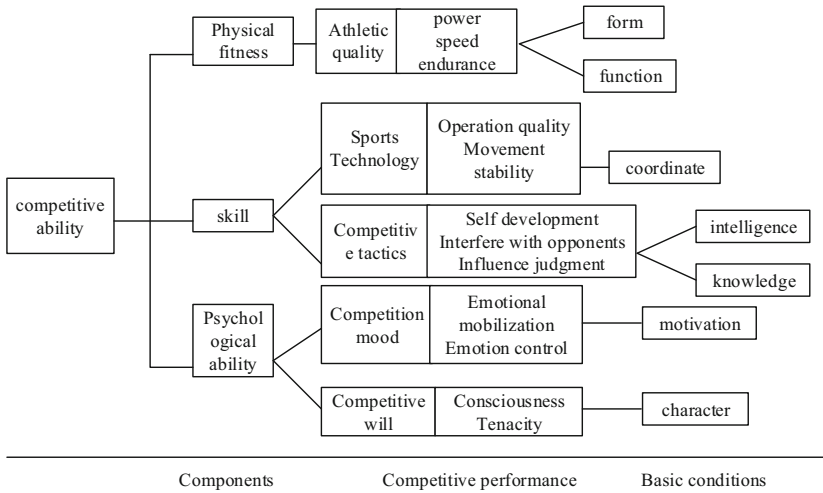 Physical
fitness
Athletic
quality
power
speed
endurance
form
function
competitive
ability
skill
Sports
Technology
Operation quality
Movement
stability
coordinate
Competitiv
e tactics
Self development
Interfere with opponents
Influence judgment
intelligence
knowledge
Psychol
ogical
ability
Competition
mood
Emotional
mobilization
Emotion control
motivation
Competitive
will
Consciousness
Tenacity
character
Components
Competitive performance
Basic conditions